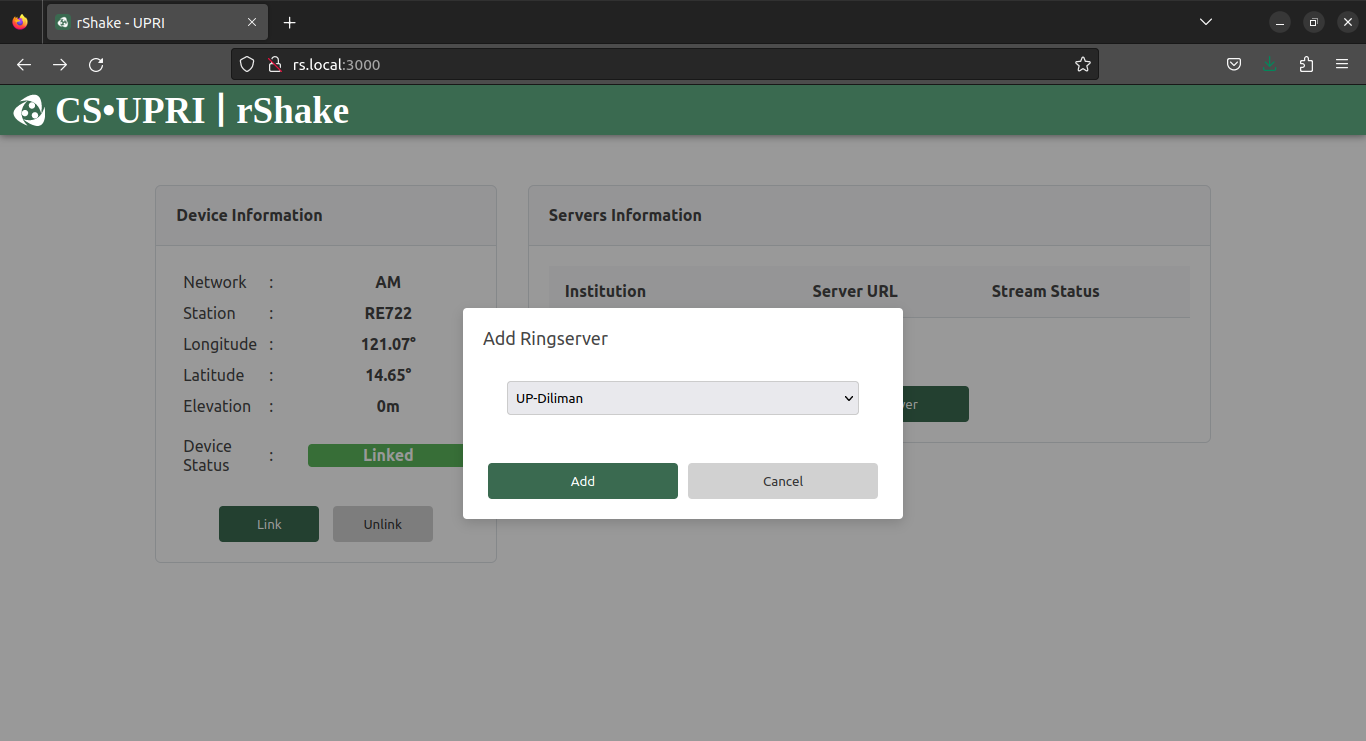 rShake - UPRI
rs.local:3000
CS•UPRI | rShake
Device Information
Network : AM
Station : RE722
Longitude : 121.07°
Latitude : 14.65°
Elevation : 0m
Device
Status : Linked
Link Unlink
Servers Information
Institution Server URL Stream Status
Add Ringserver
UP-Diliman
Add Cancel